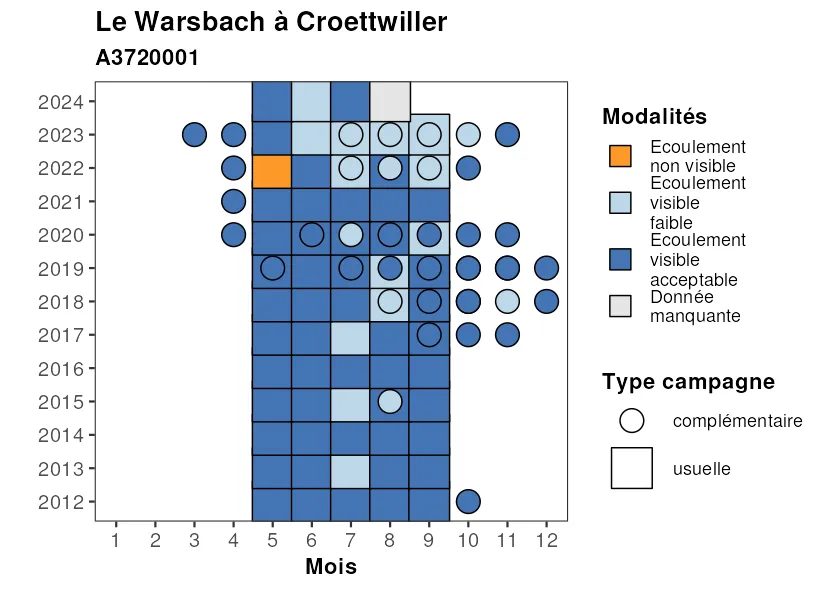 Le Warsbach à Croettwiller
A3720001
2024
2023
2022
2021
2020
2019
2018
2017
2016
2015
2014
2013
2012
1 2 3 4 5 6 7 8 9 10 11 12
Mois
Modalités
Ecoulement
non visible
Ecoulement
visible
faible
Ecoulement
visible
acceptable
Donnée
manquante
Type campagne
complémentaire
usuelle